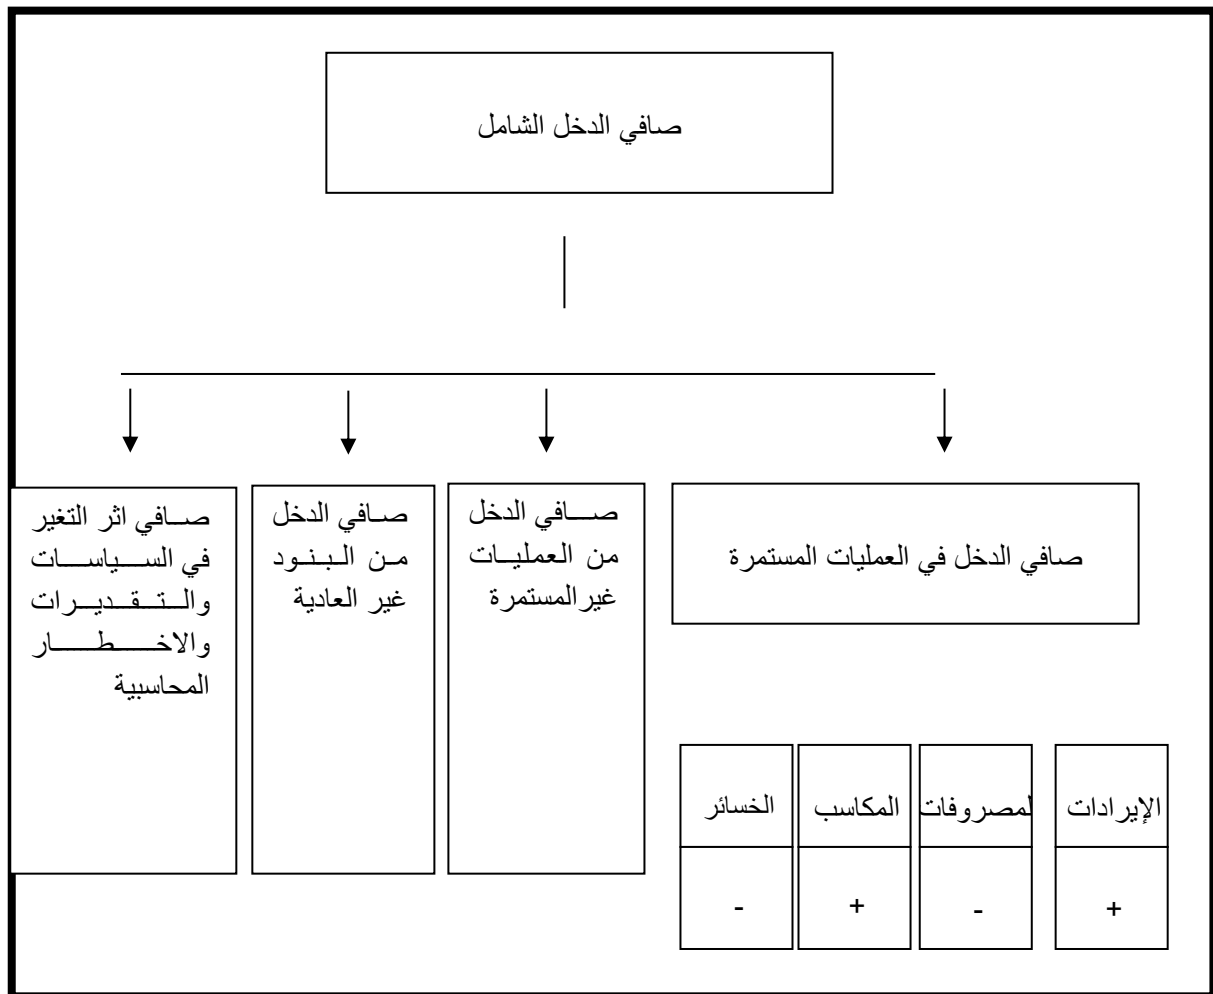 صافي الدخل الشامل
صافي الدخل في العمليات المستمرة
صافي الدخل
من العمليات
غيرالمستمرة
صافي الدخل
من البنود
غير العادية
صافي اثر التغير
في السياسات
والتقديرات
والاخطار
المحاسبية
الإيرادات
لمصروفات
المكاسب
الخسائر
+
-
+
-